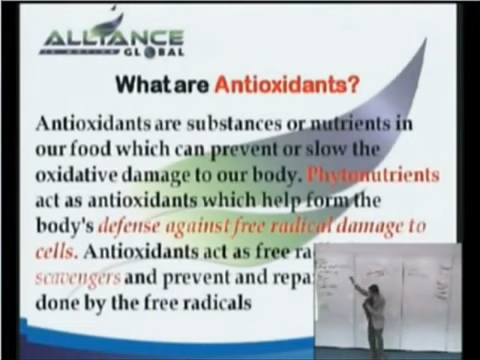 ALLIANCE
IN MOTION
GLOBAL
What are Antioxidants?
Antioxidants are substances or nutrients in
our food which can prevent or slow the
oxidative damage to our body. Phytonutrients
act as antioxidants which help form the
body's defense against free radical damage to
cells. Antioxidants act as free
scavengers and prevent and
done by the free radicals